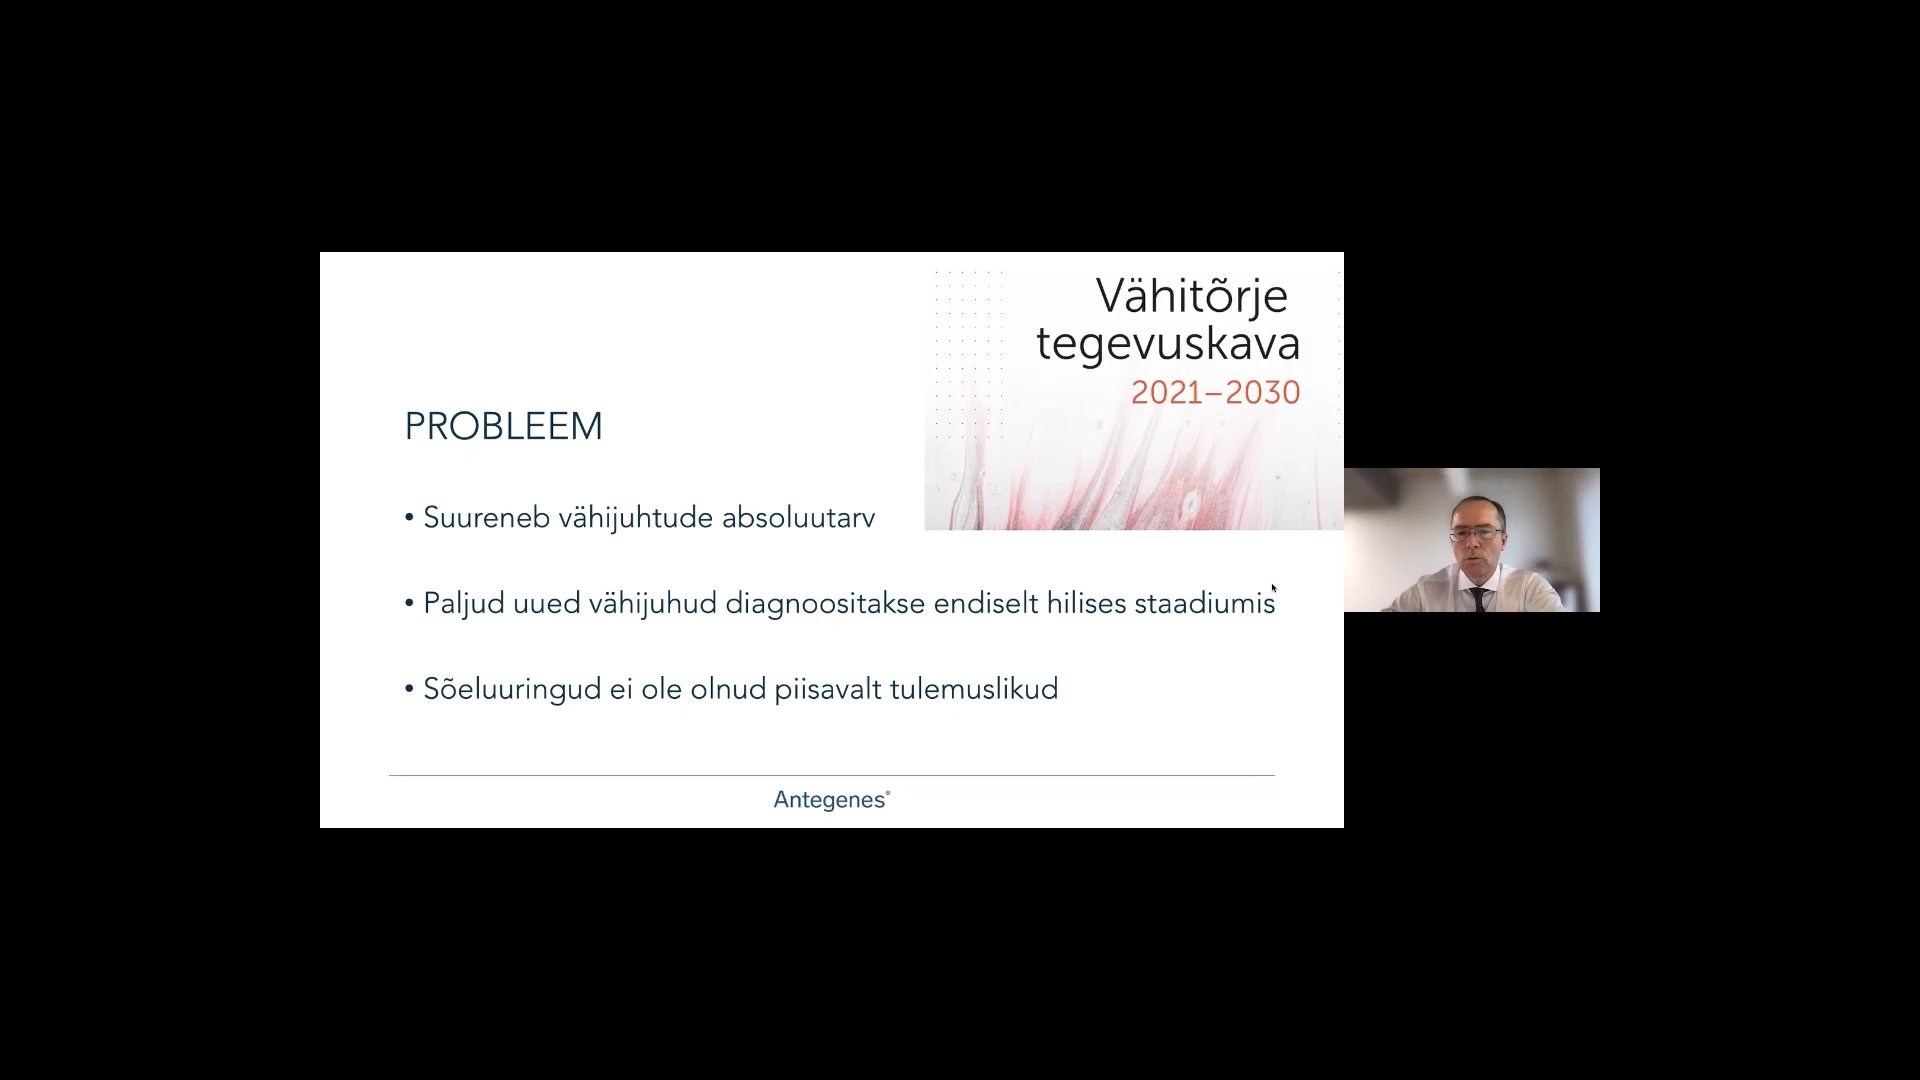 Vähitõrje
tegevuskava
2021–2030
PROBLEEM
• Suureneb vähijuhtude absoluutarv
• Paljud uued vähijuhud diagnoositakse endiselt hilises staadiumis
• Sõeluuringud ei ole olnud piisavalt tulemuslikud
Antegenes®